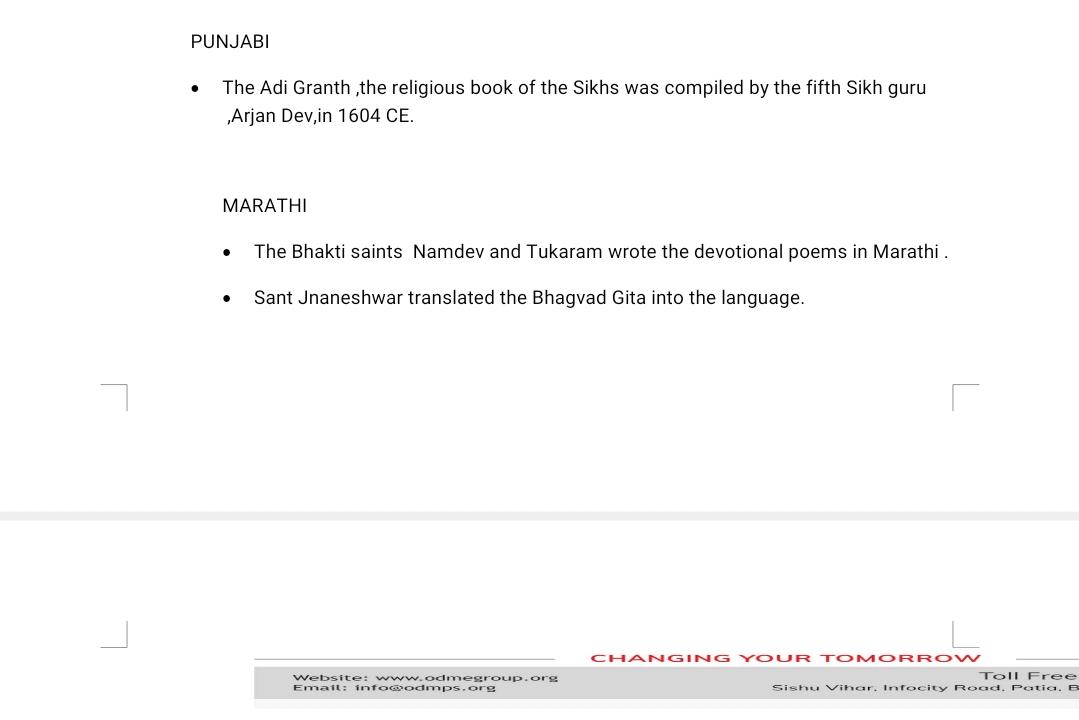 PUNJABI
• The Adi Granth ,the religious book of the Sikhs was compiled by the fifth Sikh guru
,Arjan Dev,in 1604 CE.
MARATHI
• The Bhakti saints  Namdev and Tukaram wrote the devotional poems in Marathi .
• Sant Jnaneshwar translated the Bhagvad Gita into the language.
CHANGING YOUR TOMORROW
Website: www.odmegroup.org
Toll Free
Email: info@odmps.org
Sishu Vihar, Infocity Road, Patia, B